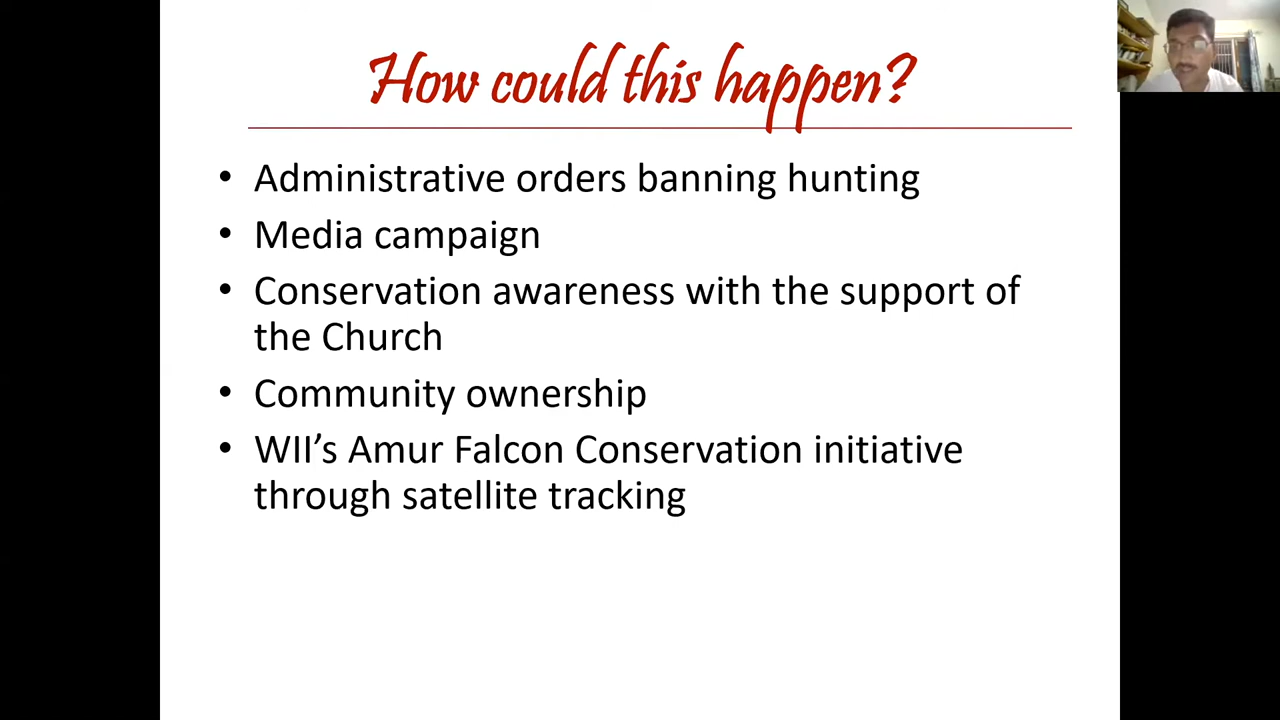 How could this happen?
• Administrative orders banning hunting
• Media campaign
• Conservation awareness with the support of
the Church
• Community ownership
• WII’s Amur Falcon Conservation initiative
through satellite tracking